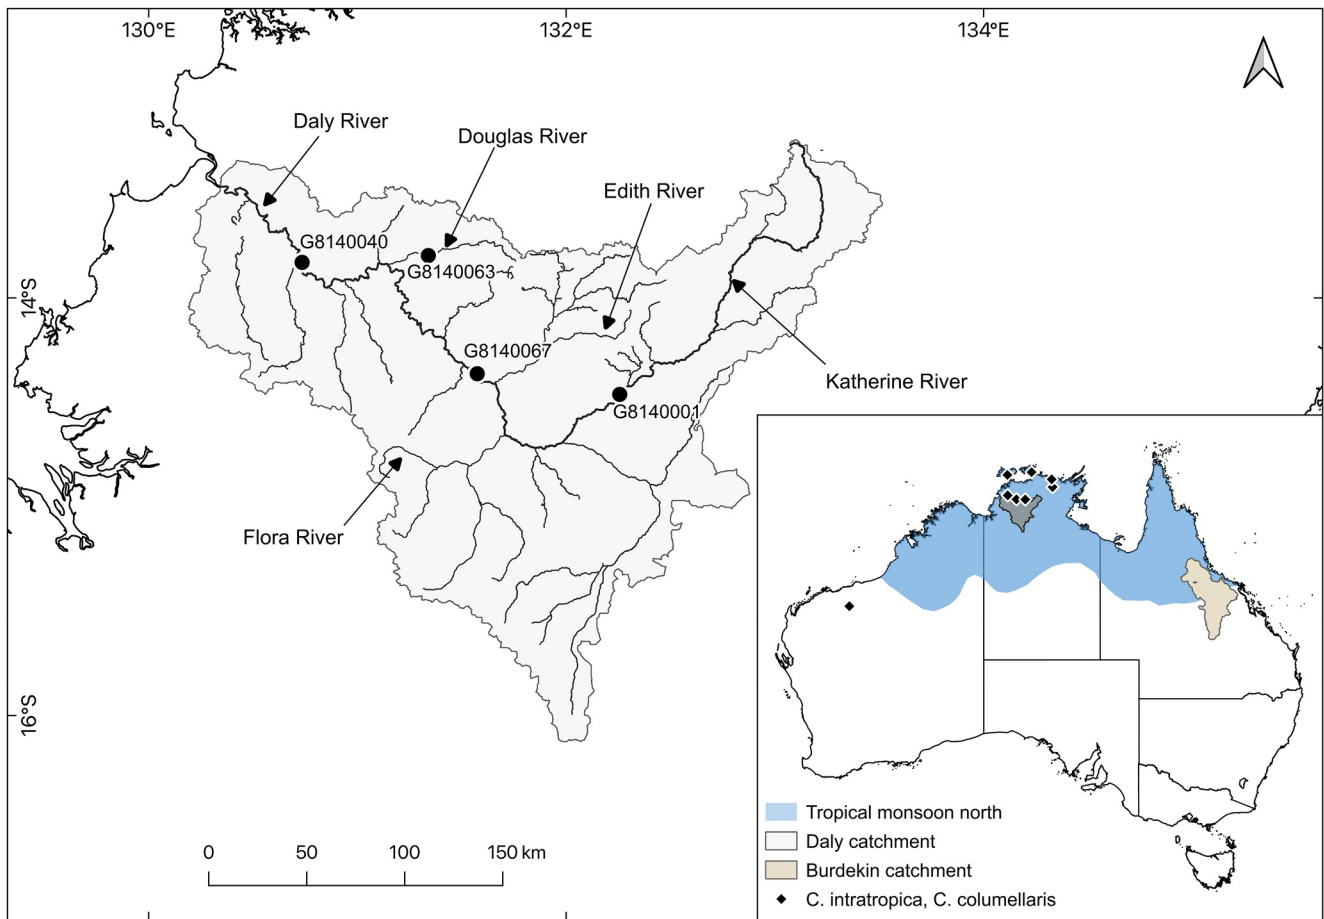 130°E
132°E
134°E
Daly River
Douglas River
Edith River
G8140040
G8140063
14°S
G8140067
Katherine River
G8140001
Flora River
16°S
0
50
100
150 km
Tropical monsoon north
Daly catchment
Burdekin catchment
C. intratropica, C. columellaris